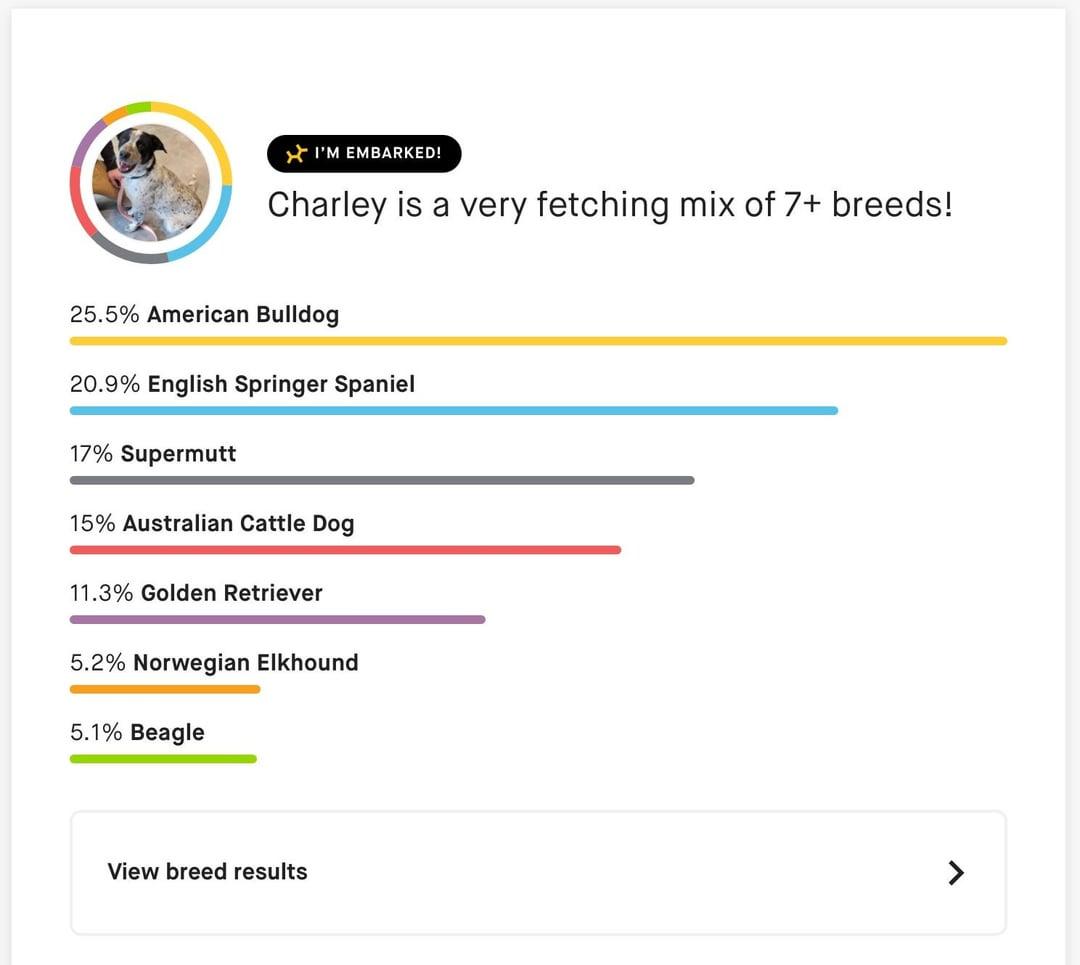 I'M EMBARKED!
Charley is a very fetching mix of 7+ breeds!
25.5% American Bulldog
20.9% English Springer Spaniel
17% Supermutt
15% Australian Cattle Dog
11.3% Golden Retriever
5.2% Norwegian Elkhound
5.1% Beagle
View breed results